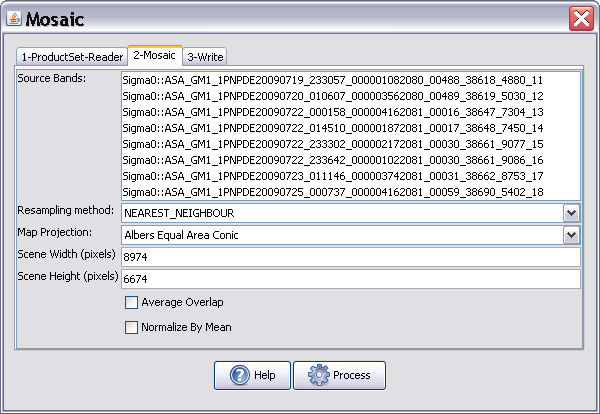 Mosaic
1-ProductSet-Reader 2-Mosaic 3-Write
Source Bands:
Sigma0::ASA_GM1_1PNPDE20090719_233057_000001082080_00488_38618_4880_11
Sigma0::ASA_GM1_1PNPDE20090720_010607_000003562080_00489_38619_5030_12
Sigma0::ASA_GM1_1PNPDE20090722_000158_000004162081_00016_38647_7304_13
Sigma0::ASA_GM1_1PNPDE20090722_014510_000001872081_00017_38648_7450_14
Sigma0::ASA_GM1_1PNPDE20090722_233302_000002172081_00030_38661_9077_15
Sigma0::ASA_GM1_1PNPDE20090722_233642_000001022081_00030_38661_9086_16
Sigma0::ASA_GM1_1PNPDE20090723_011146_000003742081_00031_38662_8753_17
Sigma0::ASA_GM1_1PNPDE20090725_000737_000004162081_00059_38690_5402_18
Resampling method: NEAREST_NEIGHBOUR
Map Projection: Albers Equal Area Conic
Scene Width (pixels) 8974
Scene Height (pixels) 6674
Average Overlap
Normalize By Mean
Help Process